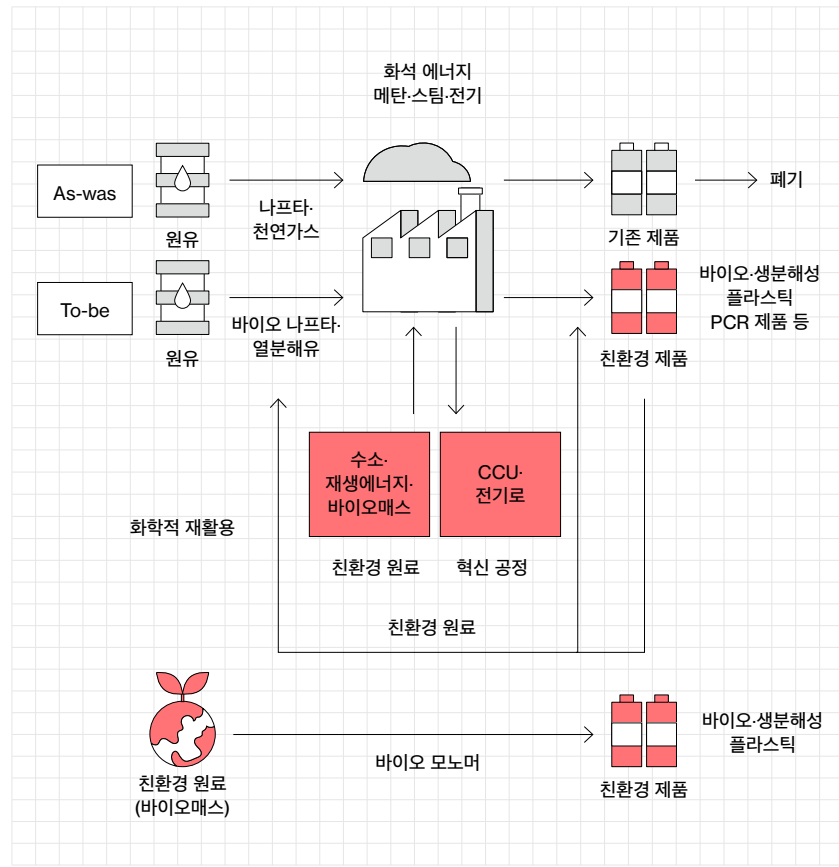 화석 에너지
메탄·스팀·전기
As-was
원유
나프타·
천연가스
기존 제품
폐기
To-be
원유
바이오 나프타·
열분해유
친환경 제품
바이오·생분해성
플라스틱
PCR 제품 등
수소·
재생에너지·
바이오매스
친환경 원료
CCU·
전기로
혁신 공정
화학적 재활용
친환경 원료
친환경 원료
(바이오매스)
바이오 모노머
친환경 제품
바이오·생분해성
플라스틱